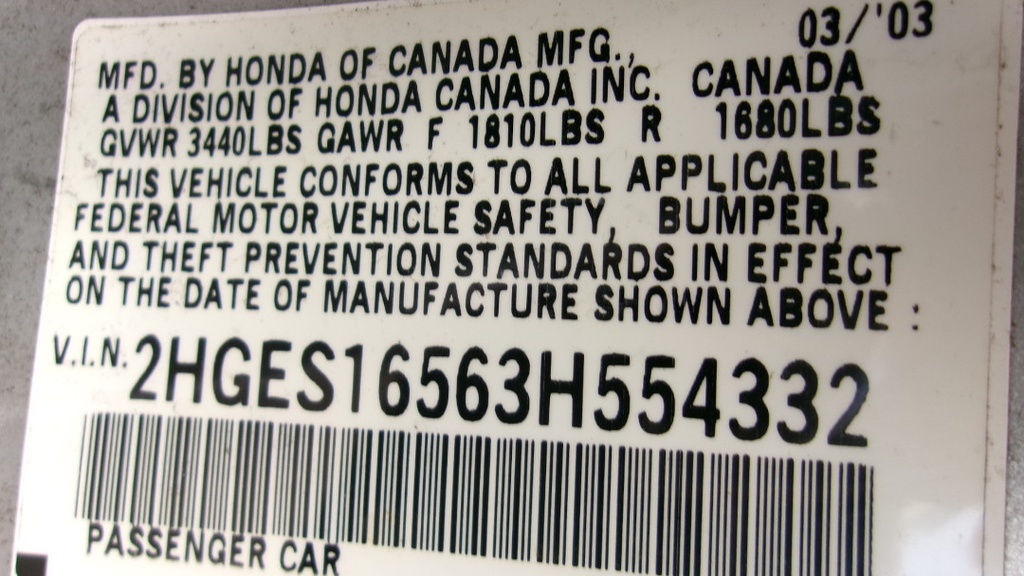 03/'03
MFD. BY HONDA OF CANADA MFG.,
A DIVISION OF HONDA CANADA INC. CANADA
GVWR 3440LBS GAWR F 1810LBS R 1680LBS
THIS VEHICLE CONFORMS TO ALL APPLICABLE
FEDERAL MOTOR VEHICLE SAFETY, BUMPER,
AND THEFT PREVENTION STANDARDS IN EFFECT
ON THE DATE OF MANUFACTURE SHOWN ABOVE :
V.I.N. 2HGES16563H554332
PASSENGER CAR